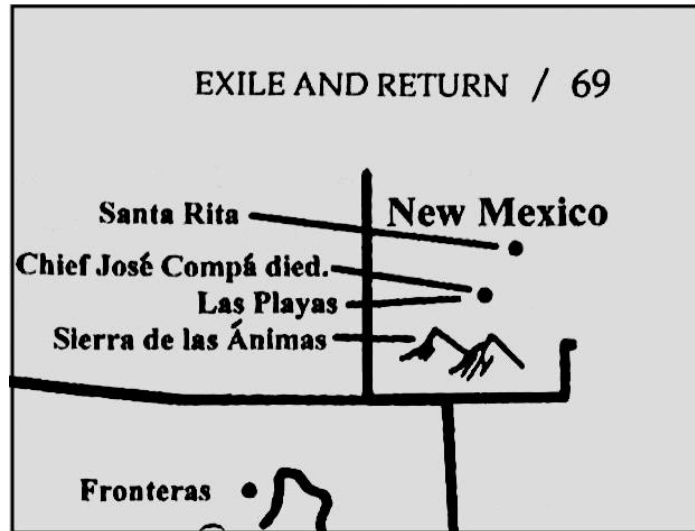 EXILE AND RETURN / 69
New Mexico
Santa Rita
Chief José Compá died.
Las Playas
Sierra de las Ánimas
Fronteras